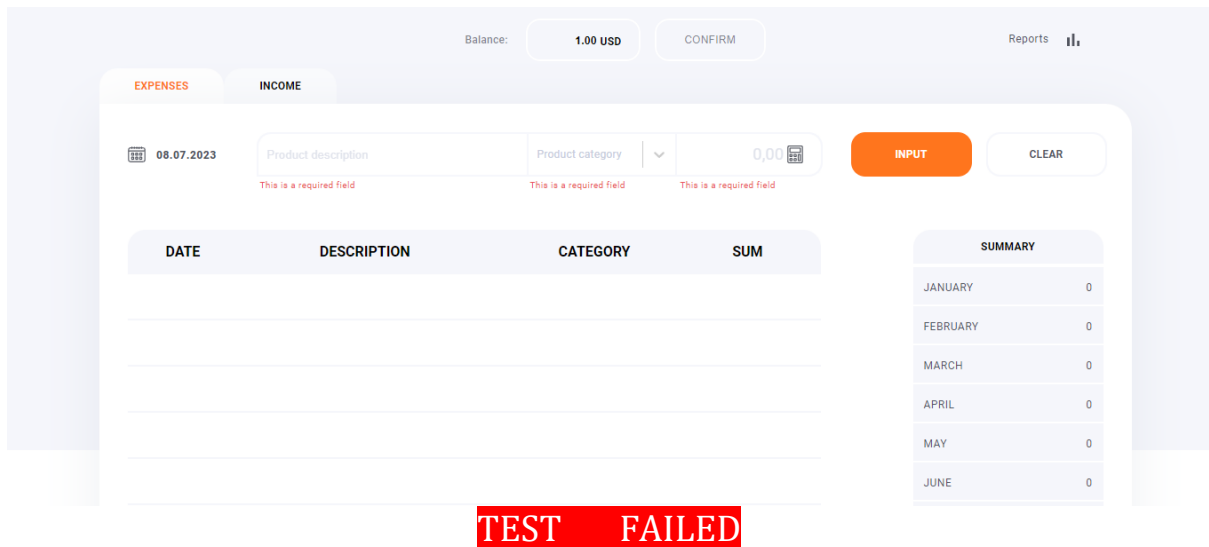 Balance: 1.00 USD CONFIRM Reports
EXPENSES INCOME
08.07.2023 Product description Product category 0,00 INPUT CLEAR
This is a required field This is a required field This is a required field
DATE DESCRIPTION CATEGORY SUM
SUMMARY
JANUARY 0
FEBRUARY 0
MARCH 0
APRIL 0
MAY 0
JUNE 0
TEST FAILED